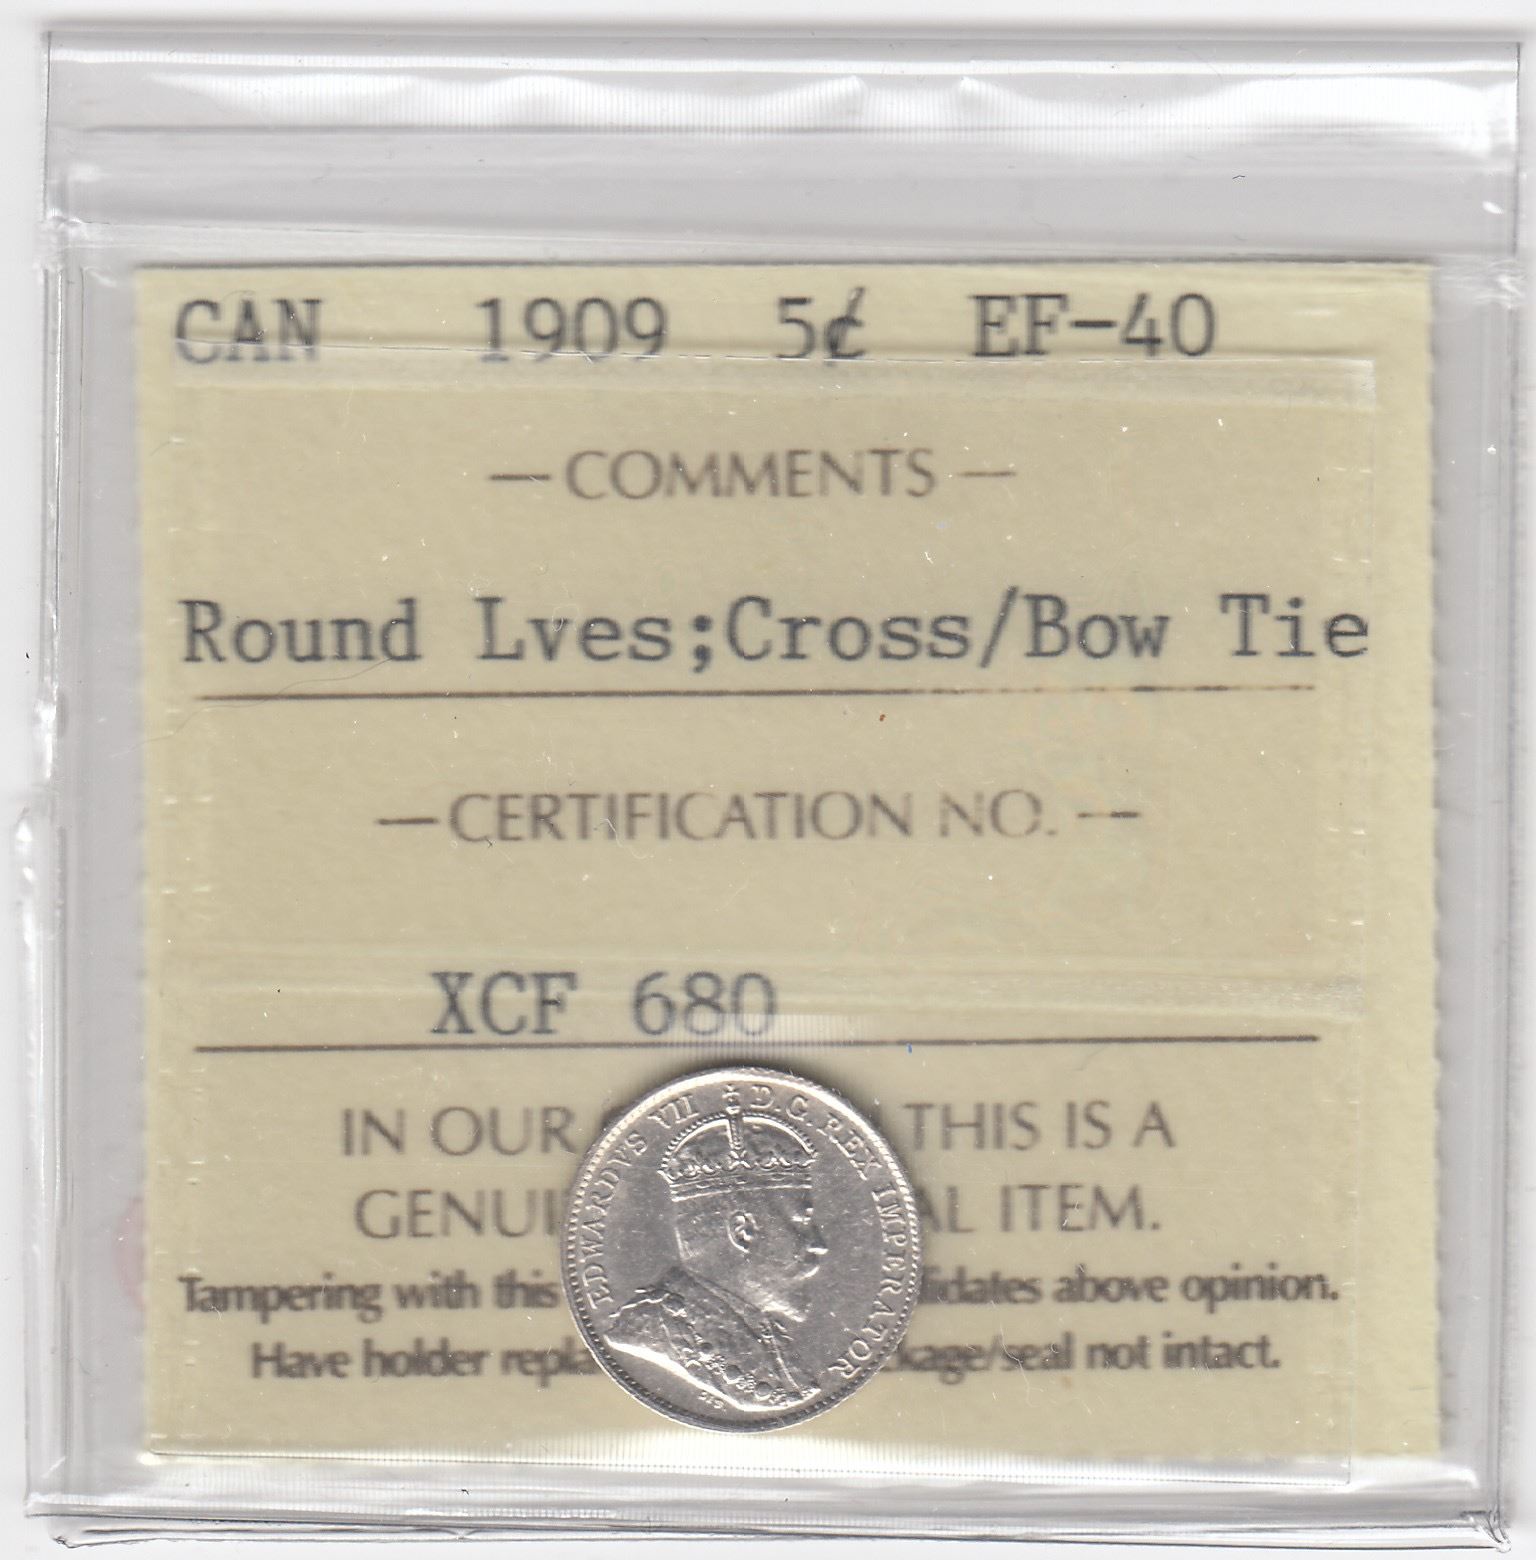 CAN 1909 5¢ EF-40
— COMMENTS —
Round Lves;Cross/Bow Tie
— CERTIFICATION NO. —
XCF 680
IN OUR THIS IS A
GENUI AL ITEM.
Tampering with this lidates above opinion.
Have holder repla ckage/seal not intact.
EDWARDVS VII D.G. REX IMPERATOR